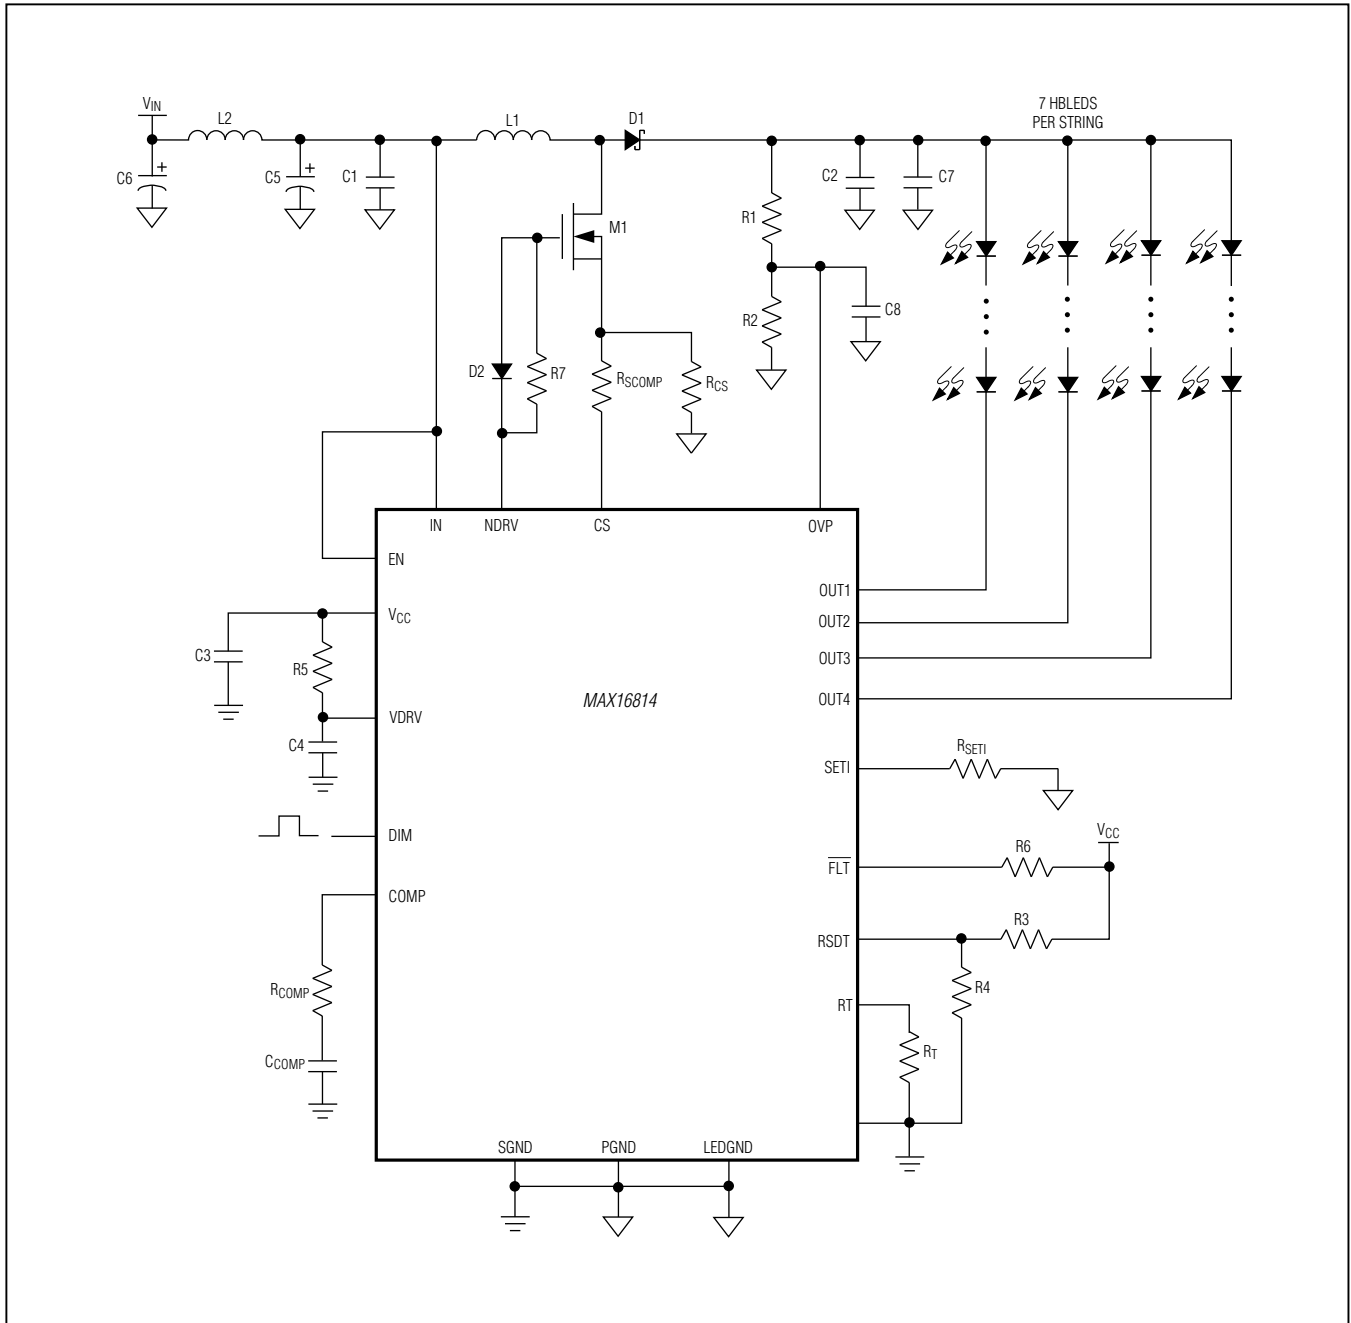 7 HBLEDS
PER STRING
VIN
L2
L1
D1
C6
+
C5
+
C1
C2
C7
M1
R1
R2
C8
D2
R7
RSCOMP
RCS
IN
NDRV
CS
OVP
EN
VCC
C3
R5
VDRV
C4
DIM
COMP
RCOMP
CCOMP
MAX16814
OUT1
OUT2
OUT3
OUT4
SETI
RSETI
VCC
FLT
R6
RSDT
R3
R4
RT
RT
SGND
PGND
LEDGND